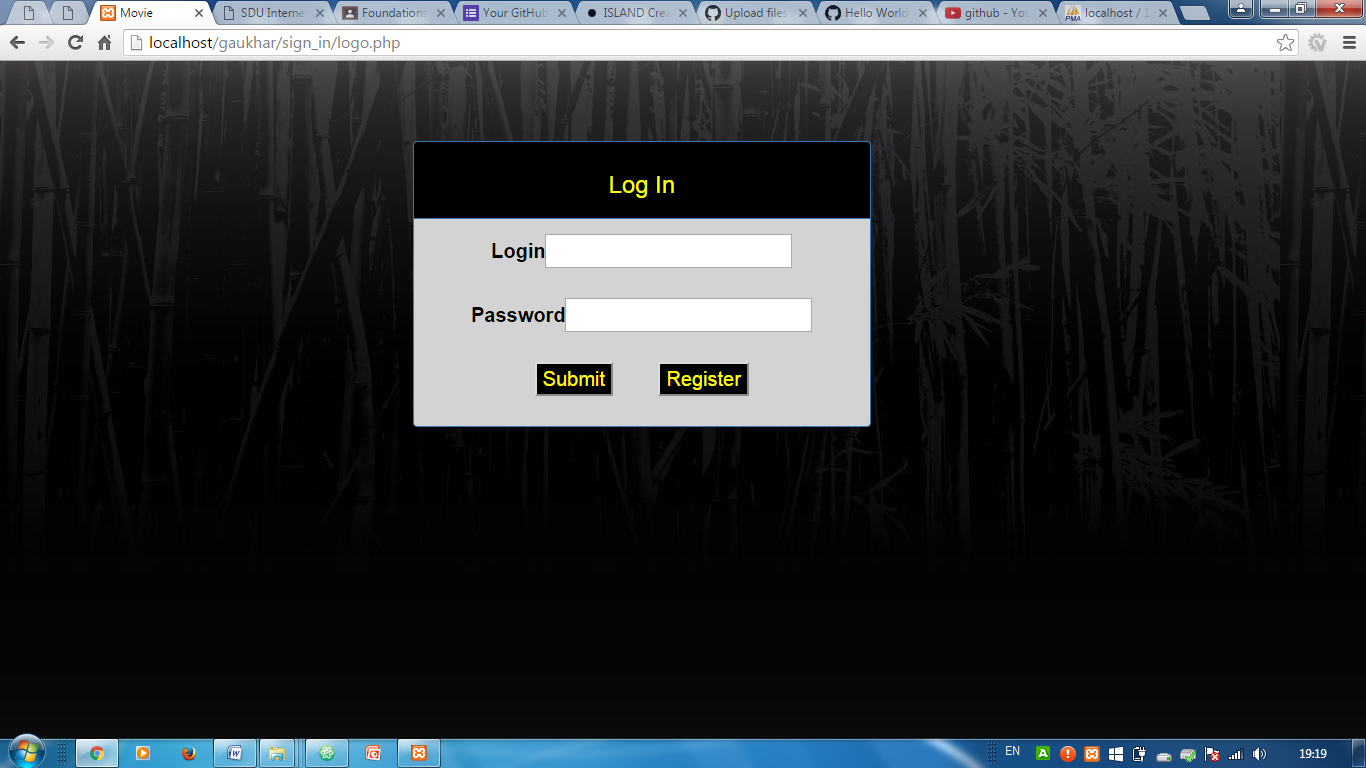 Movie
SDU Interne
Foundations
Your GitHub
ISLAND Crea
Upload files
Hello World
github - You
localhost / 1
localhost/gaukhar/sign_in/logo.php
Log In
Login
Password
Submit
Register
EN
19:19